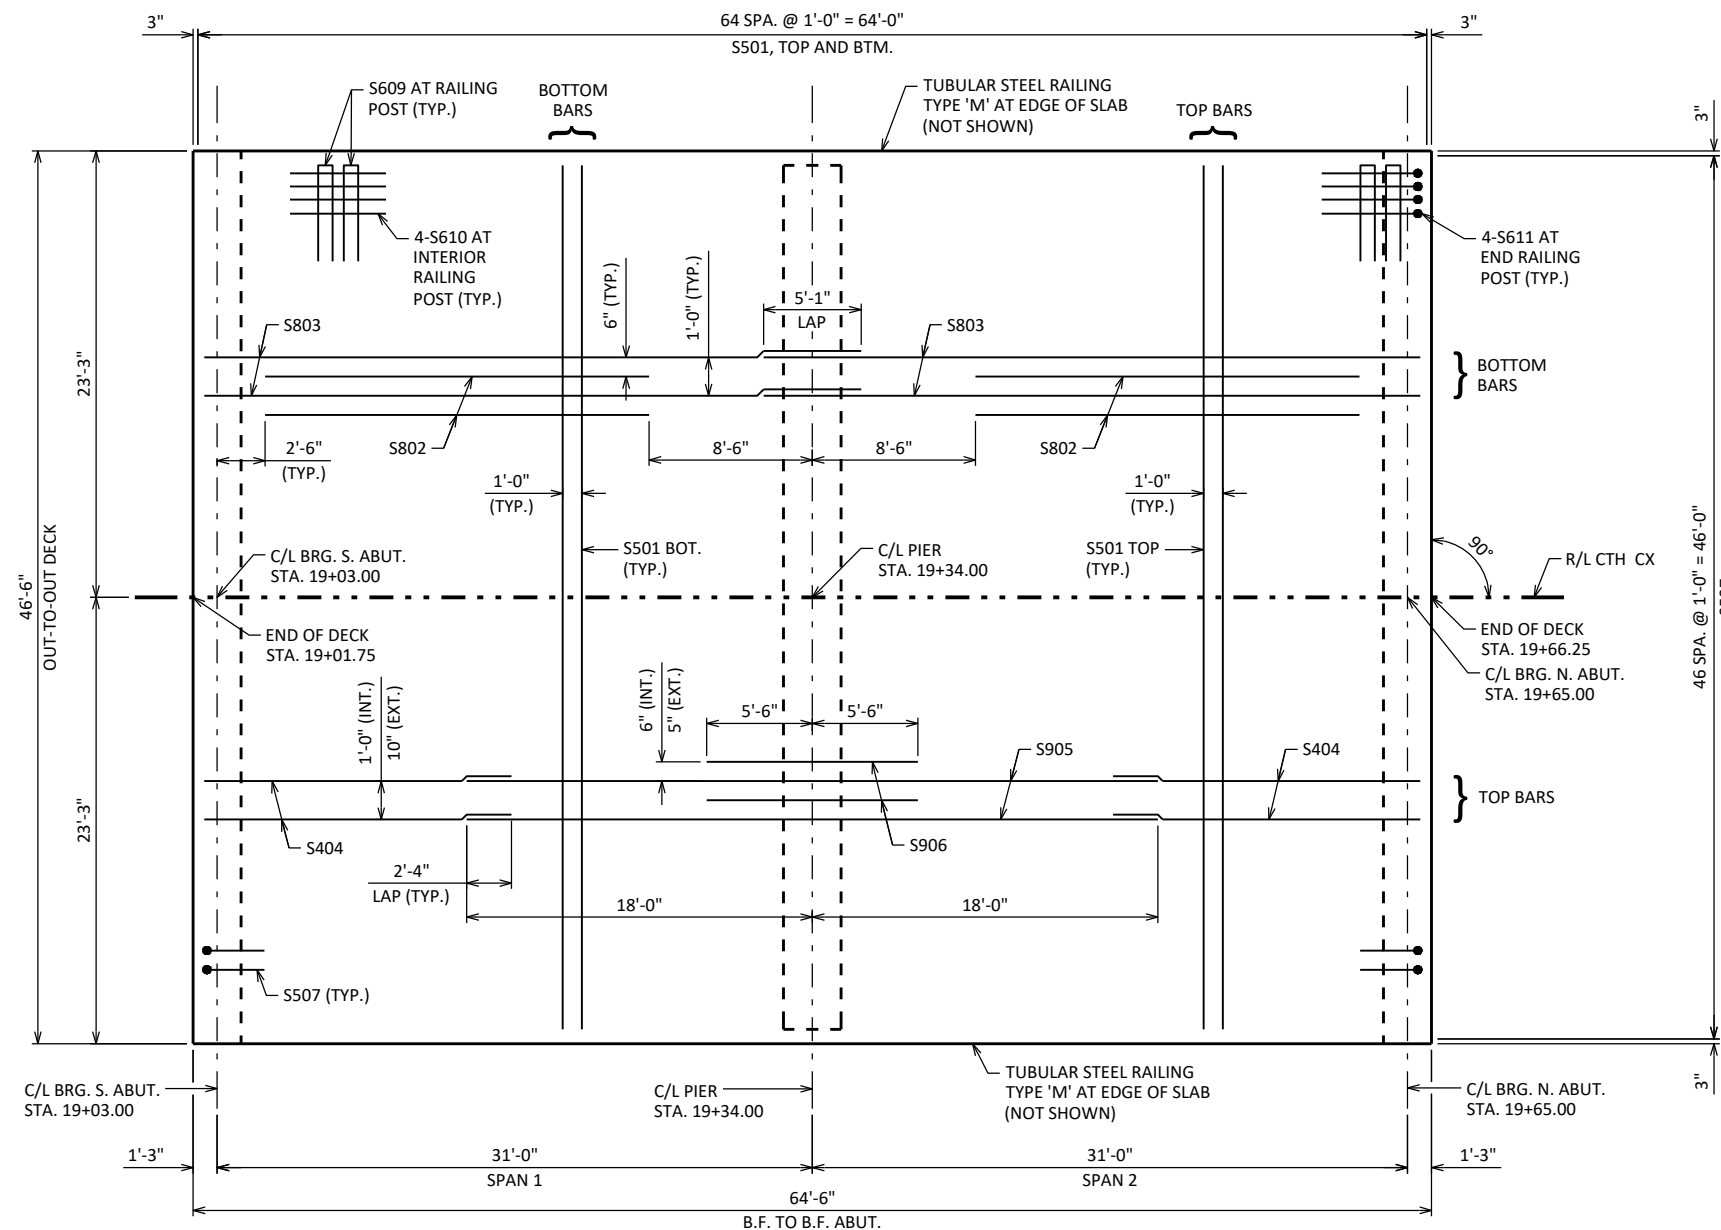 3"
64 SPA. @ 1'-0" = 64'-0"
S501, TOP AND BTM.
3"
S609 AT RAILING
POST (TYP.)
BOTTOM
BARS
TUBULAR STEEL RAILING
TYPE 'M' AT EDGE OF SLAB
(NOT SHOWN)
TOP BARS
3"
4-S610 AT
INTERIOR
RAILING
POST (TYP.)
4-S611 AT
END RAILING
POST (TYP.)
6" (TYP.)
1'-0" (TYP.)
5'-1"
LAP
S803
S803
BOTTOM
BARS
23'-3"
S802
S802
2'-6"
(TYP.)
8'-6"
8'-6"
1'-0"
(TYP.)
1'-0"
(TYP.)
46'-6"
OUT-TO-OUT DECK
C/L BRG. S. ABUT.
STA. 19+03.00
S501 BOT.
(TYP.)
C/L PIER
STA. 19+34.00
S501 TOP
(TYP.)
90°
R/L CTH CX
46 SPA. @ 1'-0" = 46'-0"
END OF DECK
STA. 19+01.75
END OF DECK
STA. 19+66.25
C/L BRG. N. ABUT.
STA. 19+65.00
1'-0" (INT.)
10" (EXT.)
6" (INT.)
5" (EXT.)
5'-6"
5'-6"
S905
S404
TOP BARS
23'-3"
S404
S906
2'-4"
LAP (TYP.)
18'-0"
18'-0"
S507 (TYP.)
TUBULAR STEEL RAILING
TYPE 'M' AT EDGE OF SLAB
(NOT SHOWN)
3"
C/L BRG. S. ABUT.
STA. 19+03.00
C/L PIER
STA. 19+34.00
C/L BRG. N. ABUT.
STA. 19+65.00
1'-3"
31'-0"
SPAN 1
31'-0"
SPAN 2
1'-3"
64'-6"
B.F. TO B.F. ABUT.